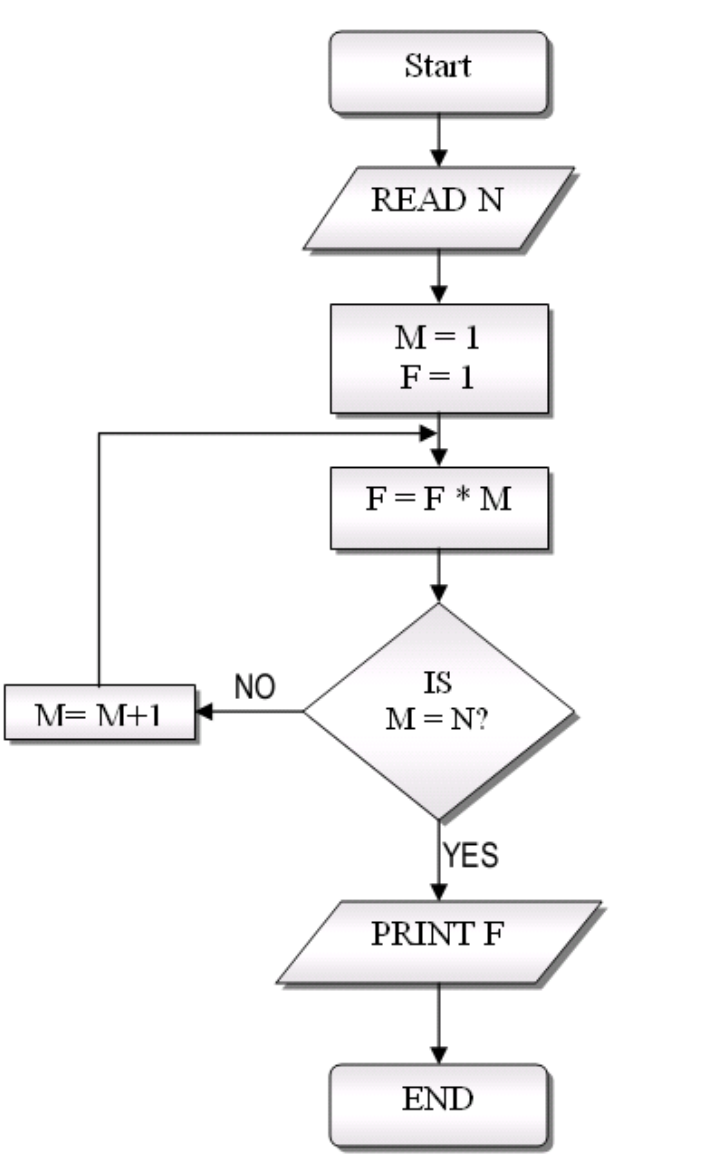 Start
READ N
M = 1
F = 1
F = F * M
IS
M = N?
NO
M= M+1
YES
PRINT F
END